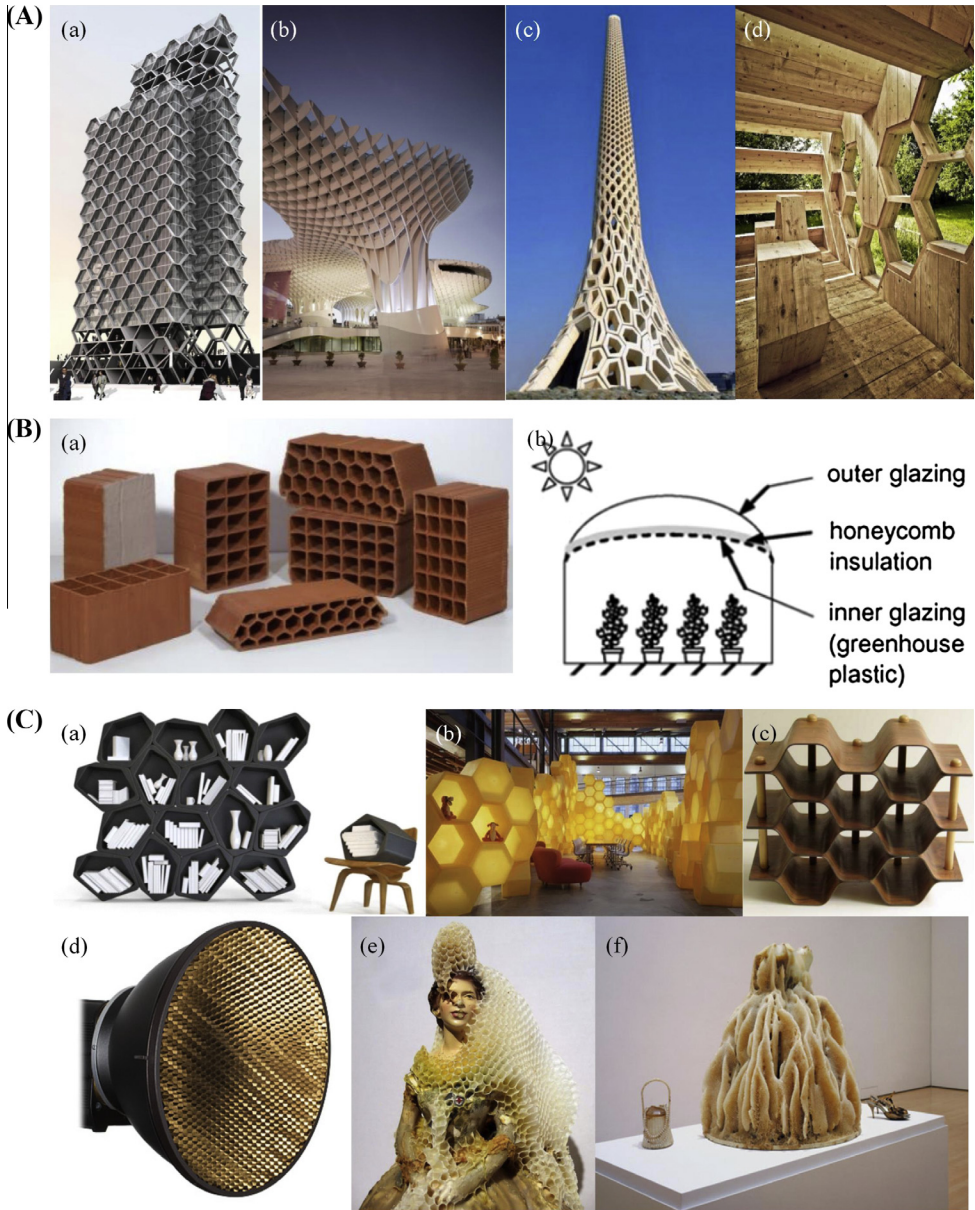 (A)
(a)
(b)
(c)
(d)
(B)
(a)
(b)
outer glazing
honeycomb
insulation
inner glazing
(greenhouse
plastic)
(C)
(a)
(b)
(c)
(d)
(e)
(f)